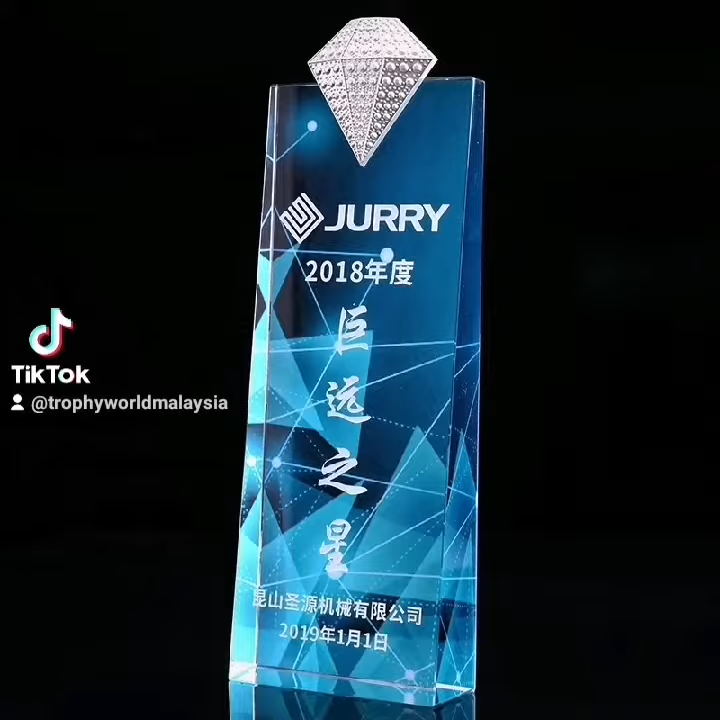 JURRY
2018年度
巨
远
之
星
昆山圣源机械有限公司
2019年1月1日
TikTok
@trophyworldmalaysia